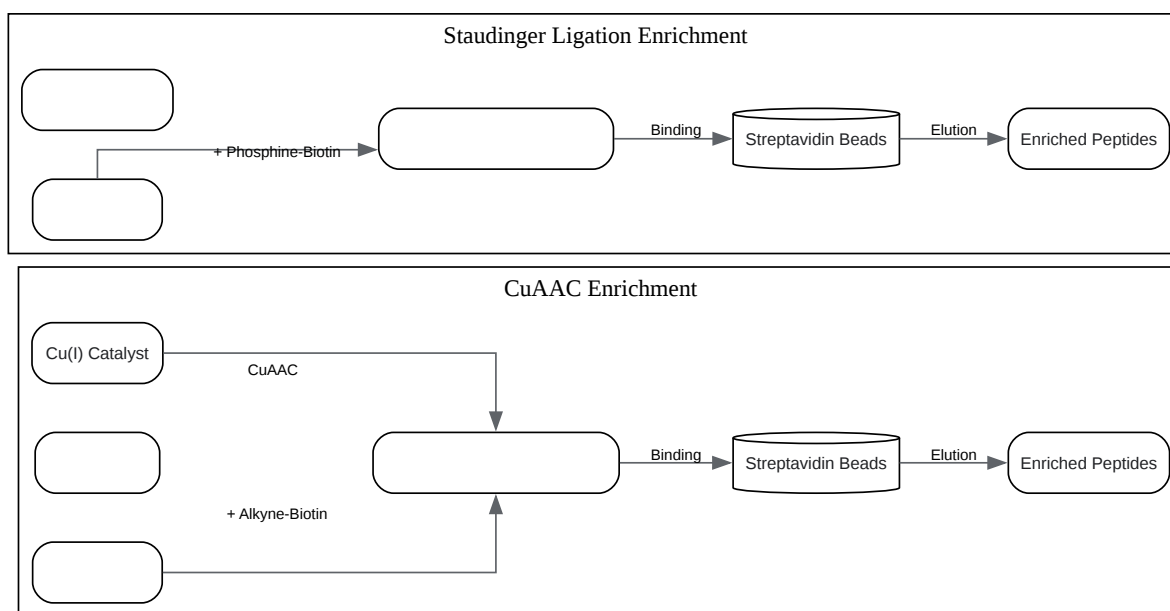 Staudinger Ligation Enrichment
+ Phosphine-Biotin
Binding
Streptavidin Beads
Elution
Enriched Peptides
CuAAC Enrichment
Cu(I) Catalyst
CuAAC
Binding
Streptavidin Beads
Elution
Enriched Peptides
+ Alkyne-Biotin